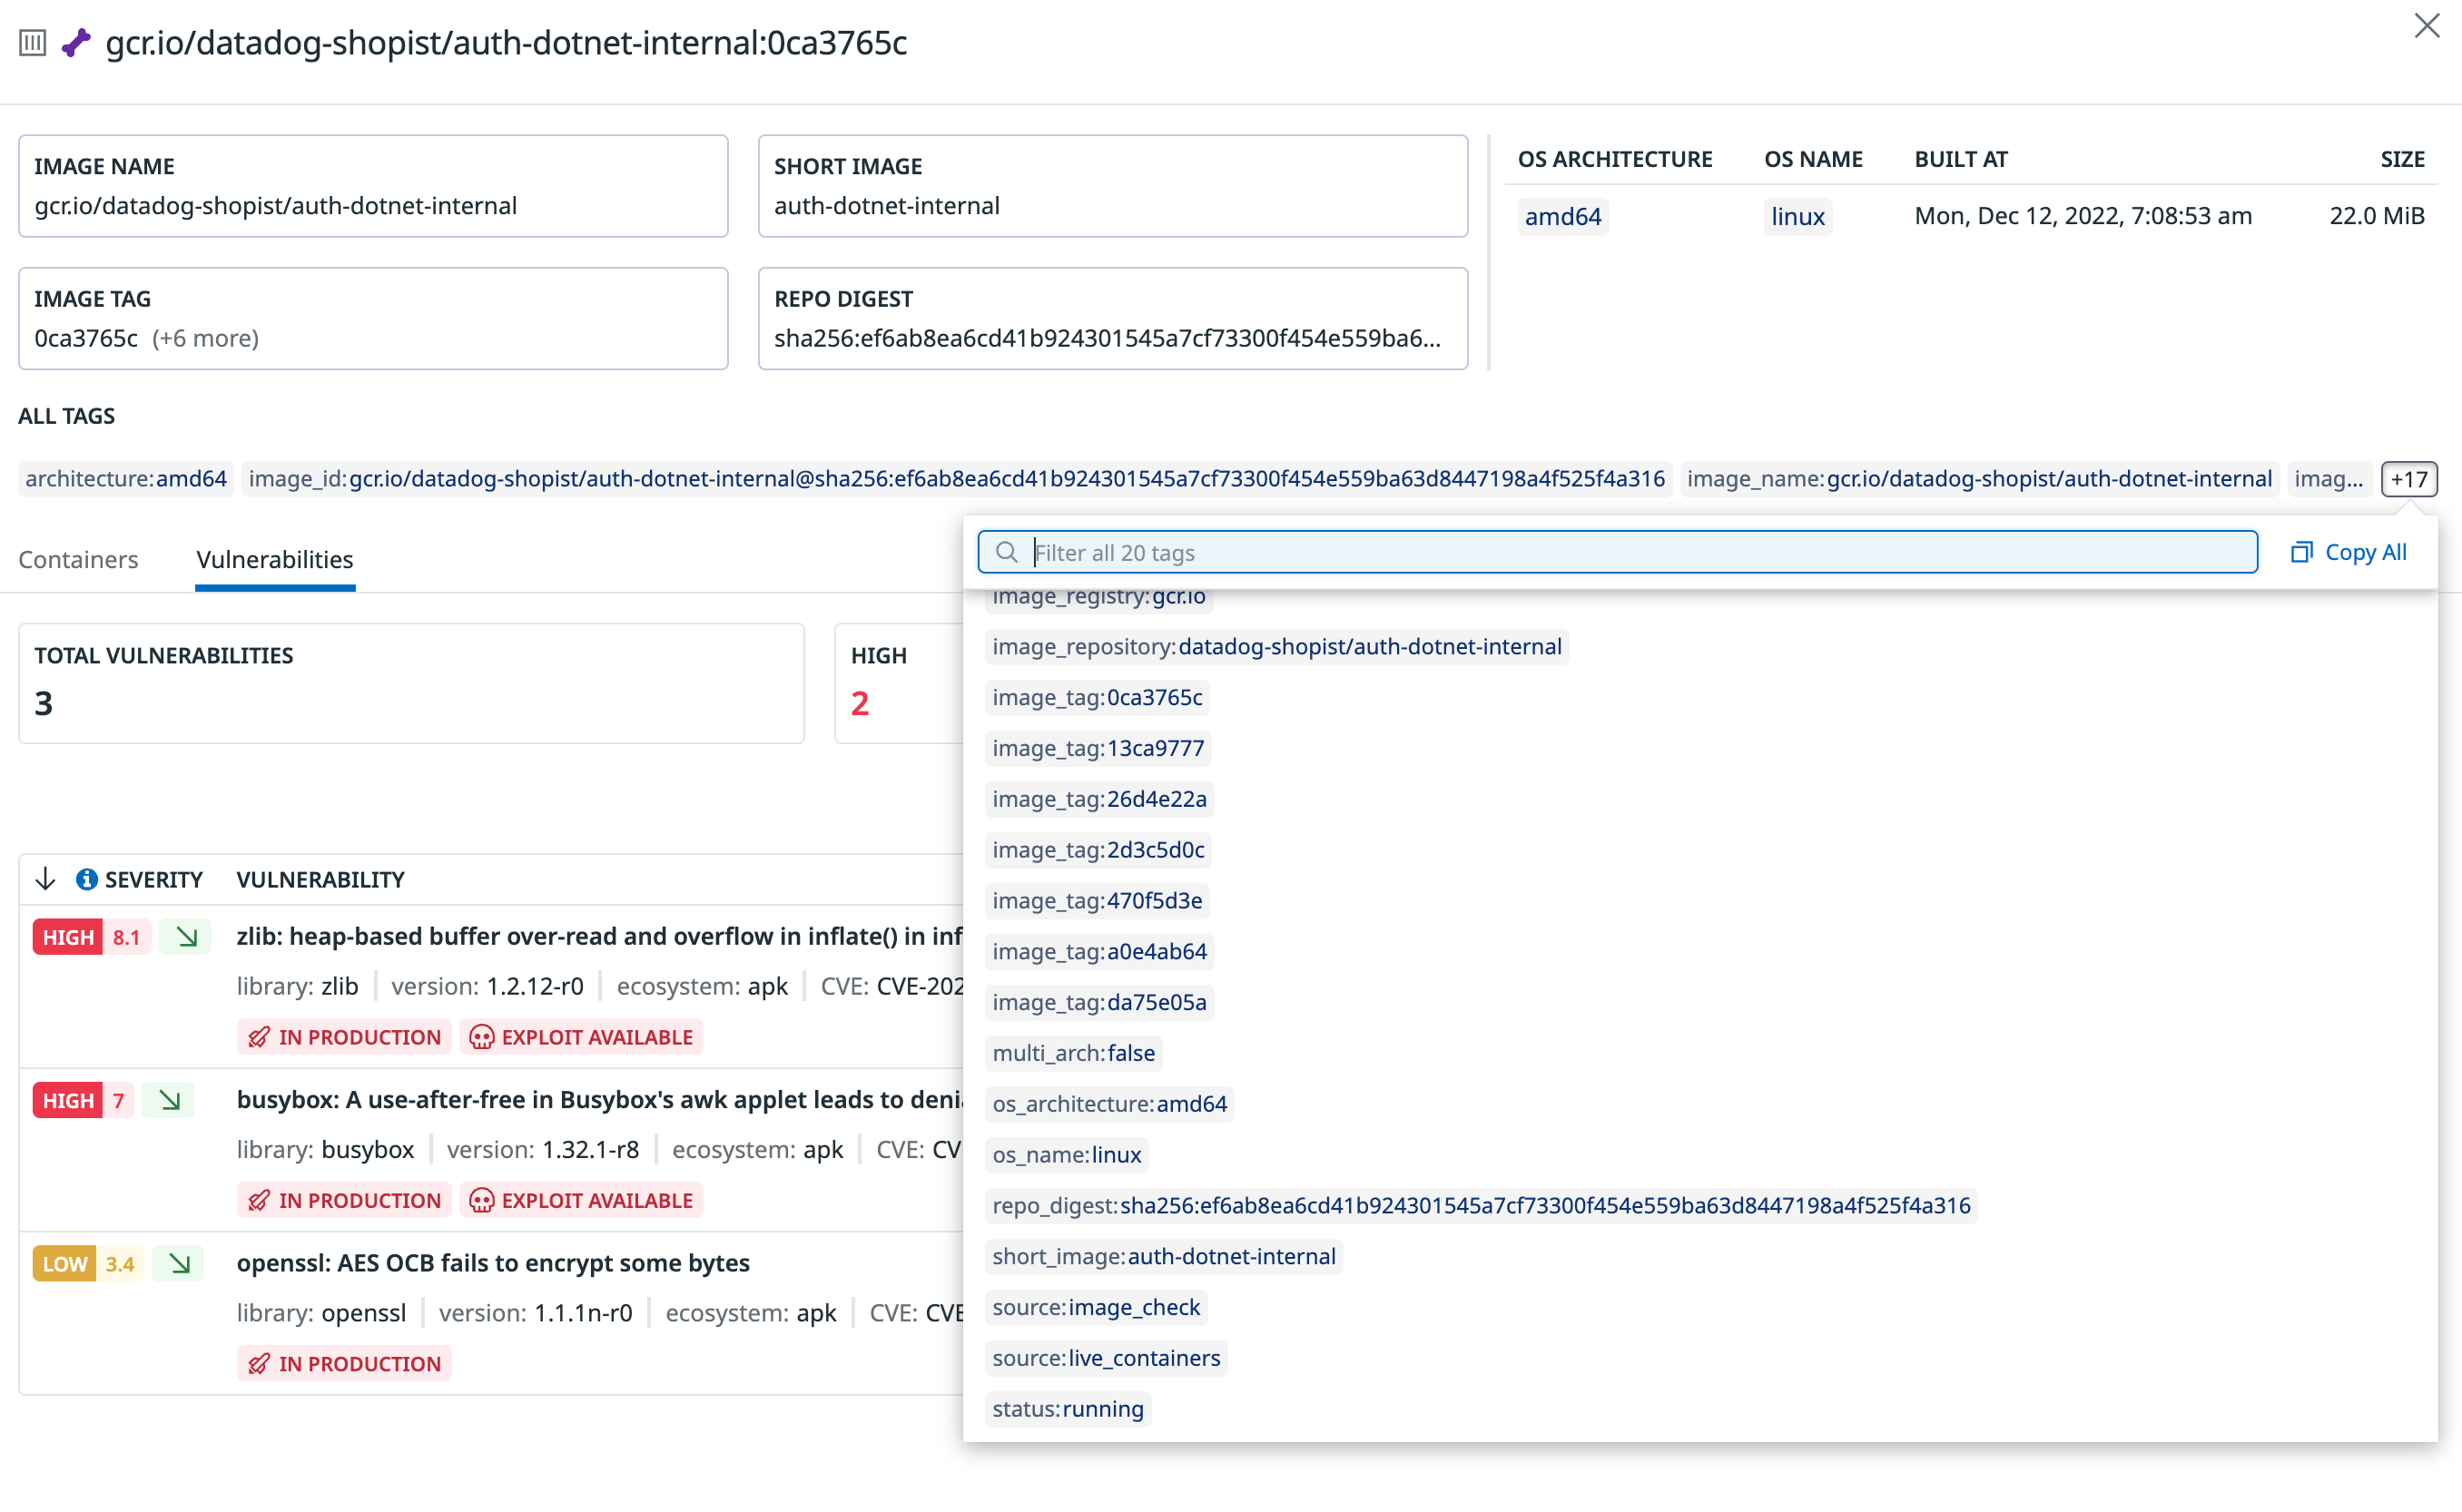 gcr.io/datadog-shopist/auth-dotnet-internal:0ca3765c
IMAGE NAME
gcr.io/datadog-shopist/auth-dotnet-internal
SHORT IMAGE
auth-dotnet-internal
IMAGE TAG
0ca3765c (+6 more)
REPO DIGEST
sha256:ef6ab8ea6cd41b924301545a7cf73300f454e559ba6...
OS ARCHITECTURE OS NAME BUILT AT SIZE
amd64 linux Mon, Dec 12, 2022, 7:08:53 am 22.0 MiB
ALL TAGS
architecture:amd64 image_id:gcr.io/datadog-shopist/auth-dotnet-internal@sha256:ef6ab8ea6cd41b924301545a7cf73300f454e559ba63d8447198a4f525f4a316 image_name:gcr.io/datadog-shopist/auth-dotnet-internal imag... +17
Containers Vulnerabilities
TOTAL VULNERABILITIES
3
HIGH
2
SEVERITY VULNERABILITY
HIGH 8.1 zlib: heap-based buffer over-read and overflow in inflate() in inf
library: zlib version: 1.2.12-r0 ecosystem: apk CVE: CVE-202
IN PRODUCTION EXPLOIT AVAILABLE
HIGH 7 busybox: A use-after-free in Busybox's awk applet leads to deni
library: busybox version: 1.32.1-r8 ecosystem: apk CVE: CV
IN PRODUCTION EXPLOIT AVAILABLE
LOW 3.4 openssl: AES OCB fails to encrypt some bytes
library: openssl version: 1.1.1n-r0 ecosystem: apk CVE: CVE
IN PRODUCTION
Filter all 20 tags Copy All
image_registry:gcr.io
image_repository:datadog-shopist/auth-dotnet-internal
image_tag:0ca3765c
image_tag:13ca9777
image_tag:26d4e22a
image_tag:2d3c5d0c
image_tag:470f5d3e
image_tag:a0e4ab64
image_tag:da75e05a
multi_arch:false
os_architecture:amd64
os_name:linux
repo_digest:sha256:ef6ab8ea6cd41b924301545a7cf73300f454e559ba63d8447198a4f525f4a316
short_image:auth-dotnet-internal
source:image_check
source:live_containers
status:running